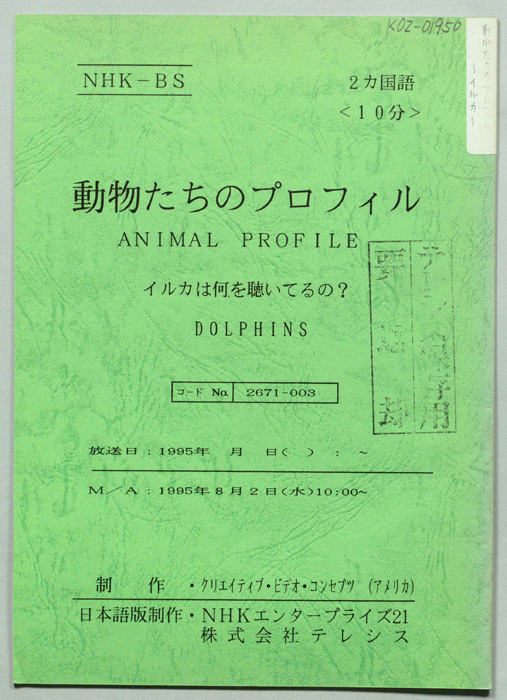 K02-01950
～イルカ～
NHK－BS
2カ国語
＜10分＞
動物たちのプロフィル
ANIMAL PROFILE
イルカは何を聴いてるの？
DOLPHINS
コード No. 2671-003
放送日：1995年 月 日( ) ： ～
M／A：1995年8月2日(水)10:00～
制 作 ・クリエイティブ・ビデオ・コンセプツ (アメリカ)
日本語版制作・NHKエンタープライズ21
株式会社テレシス